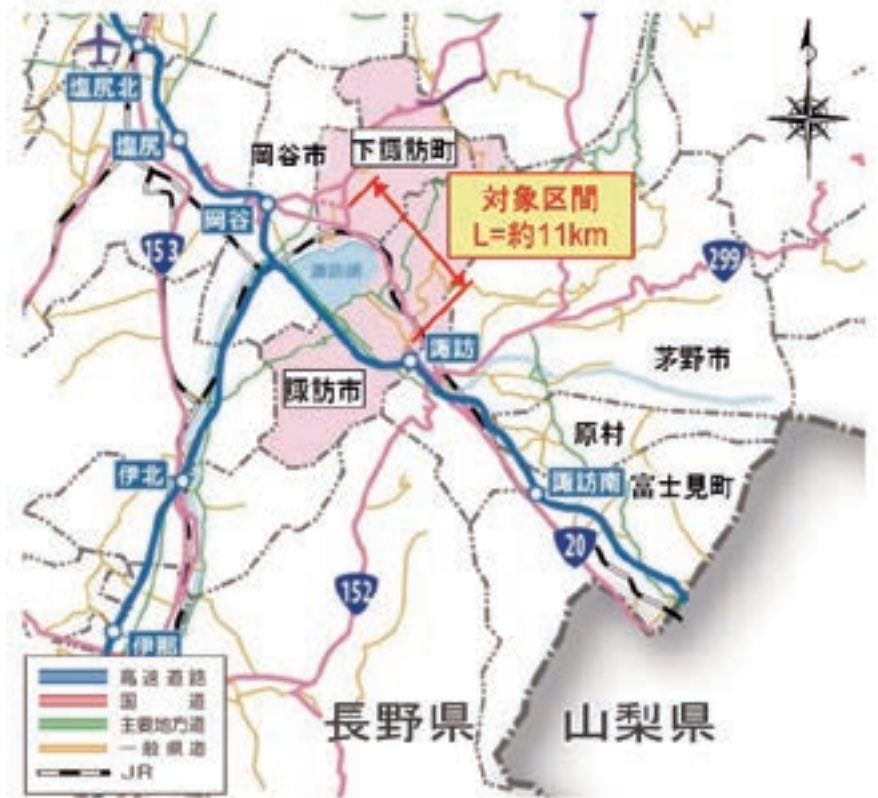 塩尻北
塩尻
岡谷市
下諏訪町
対象区間
L=約11km
岡谷
153
諏訪湖
299
諏訪
茅野市
諏訪市
原村
伊北
諏訪南
富士見町
20
152
伊那
高速道路
国道
主要地方道
一般県道
JR
長野県
山梨県